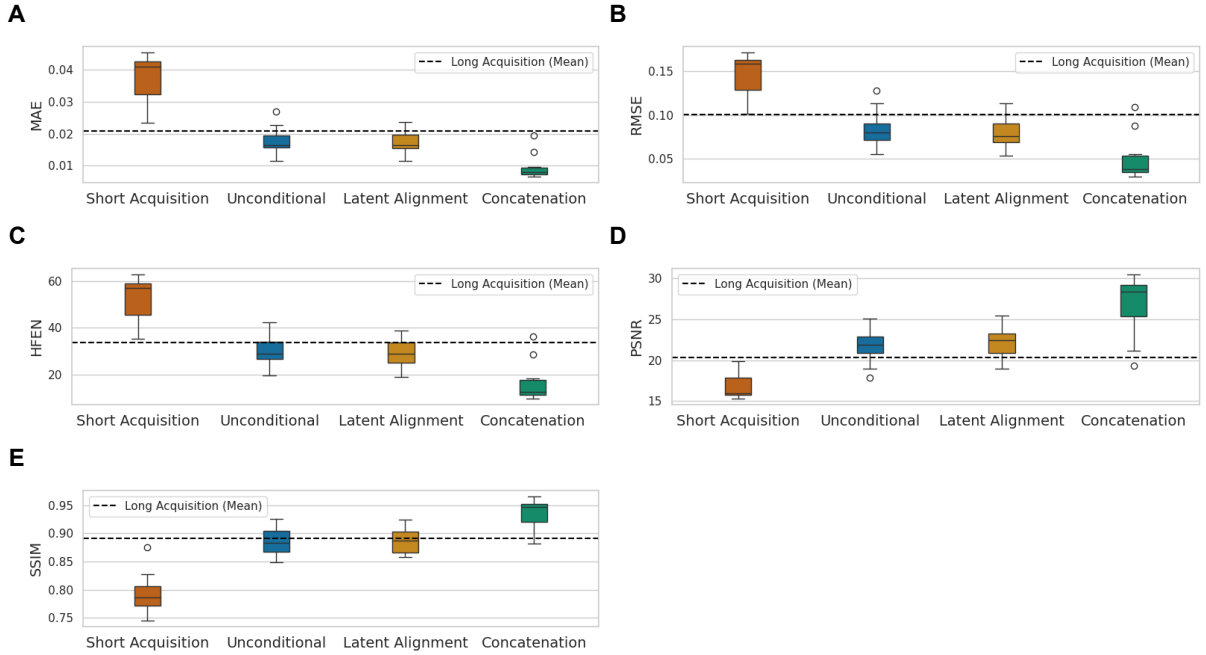 A
MAE
0.04
0.03
0.02
0.01
Long Acquisition (Mean)
Short Acquisition Unconditional Latent Alignment Concatenation
B
RMSE
0.15
0.10
0.05
Long Acquisition (Mean)
Short Acquisition Unconditional Latent Alignment Concatenation
C
HFEN
60
40
20
Long Acquisition (Mean)
Short Acquisition Unconditional Latent Alignment Concatenation
D
PSNR
30
25
20
15
Long Acquisition (Mean)
Short Acquisition Unconditional Latent Alignment Concatenation
E
SSIM
0.95
0.90
0.85
0.80
0.75
Long Acquisition (Mean)
Short Acquisition Unconditional Latent Alignment Concatenation